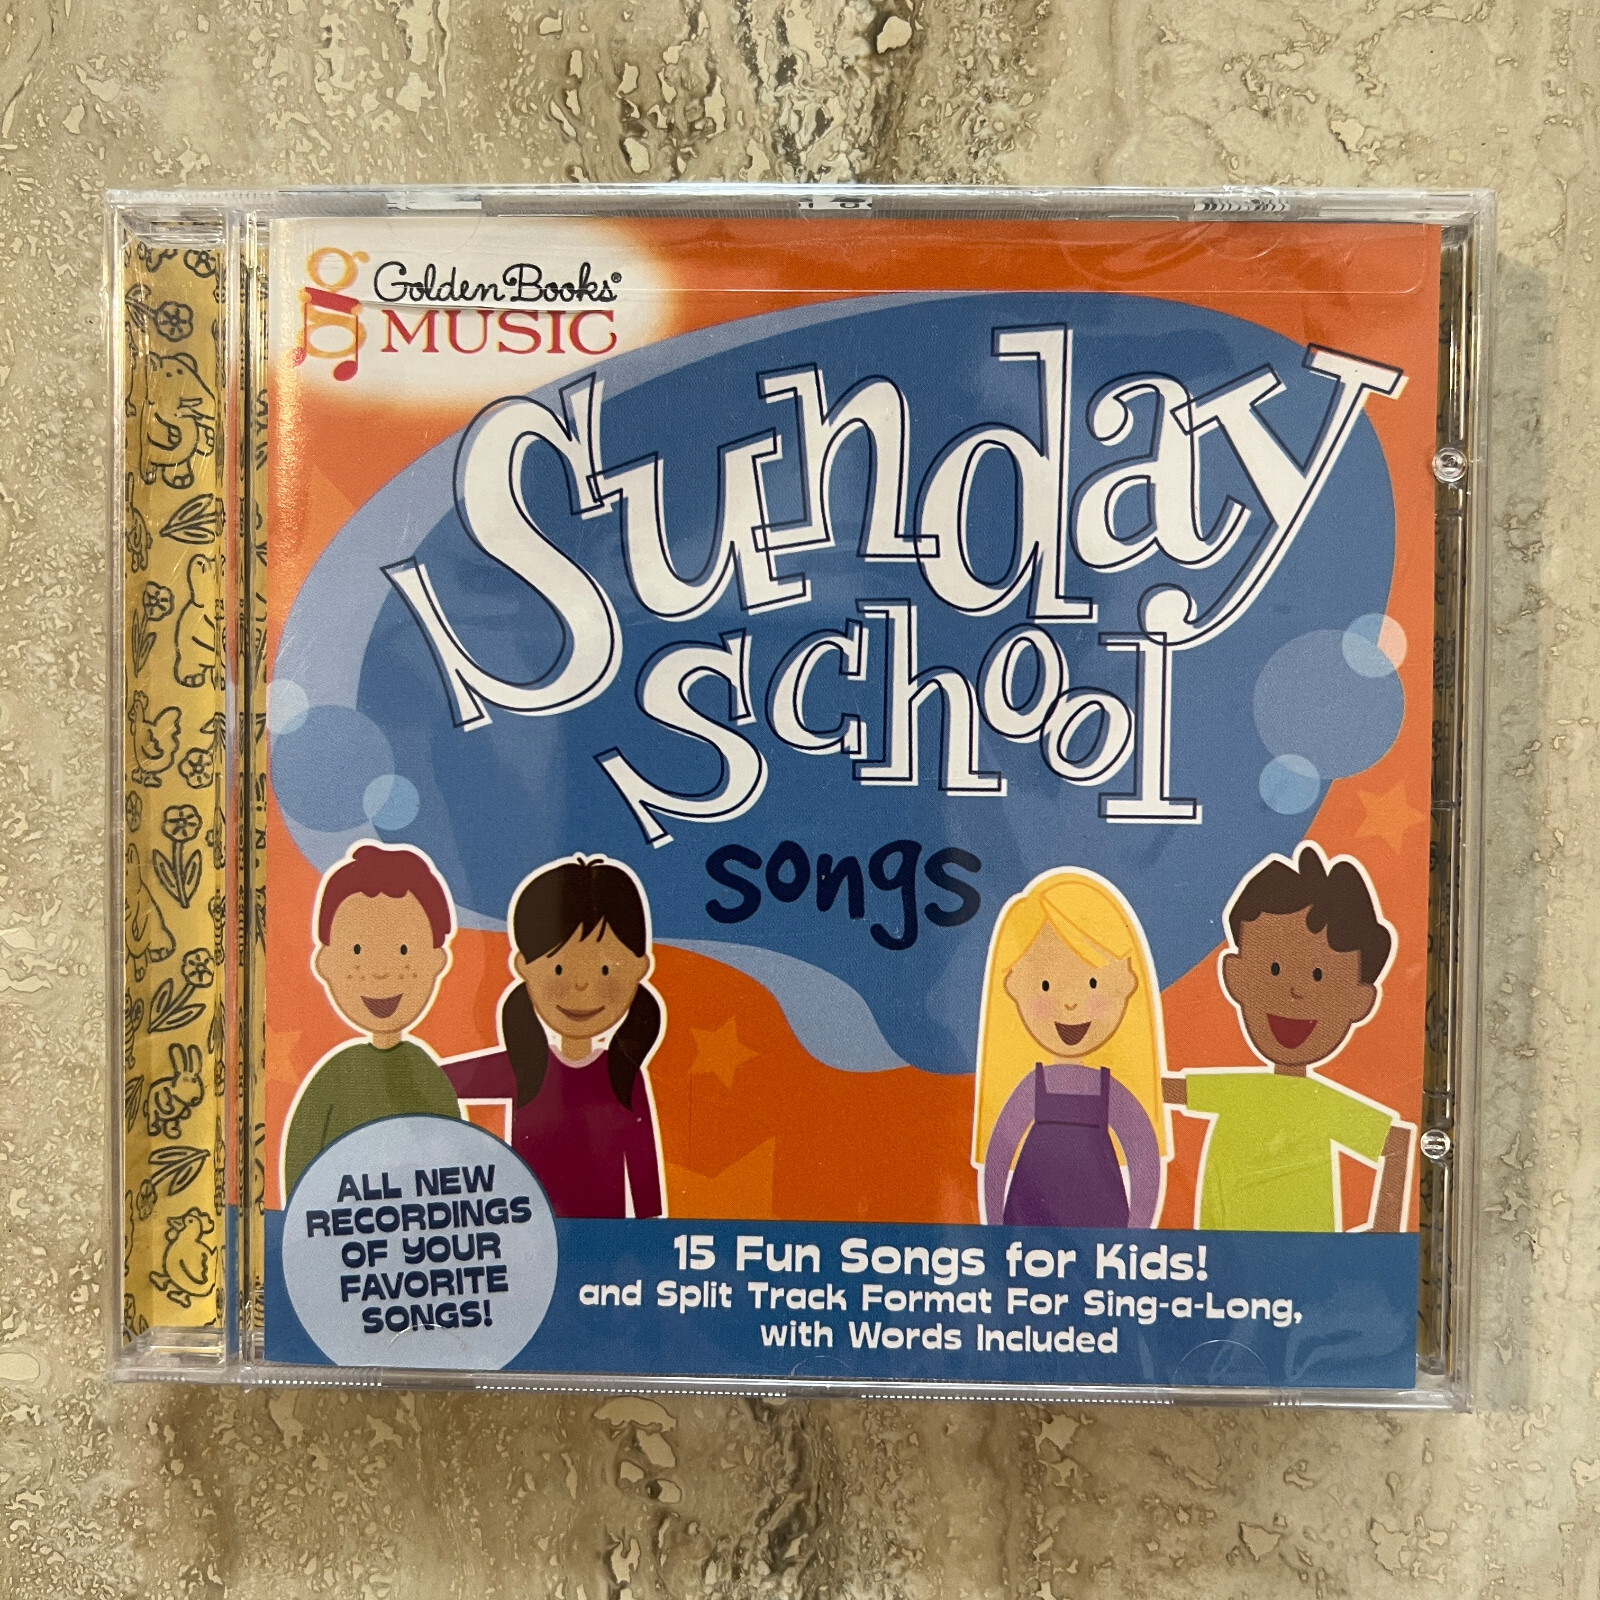 Golden Books®
MUSIC
Sunday
School
songs
ALL NEW
RECORDINGS
OF YOUR
FAVORITE
SONGS!
15 Fun Songs for Kids!
and Split Track Format For Sing-a-Long,
with Words Included